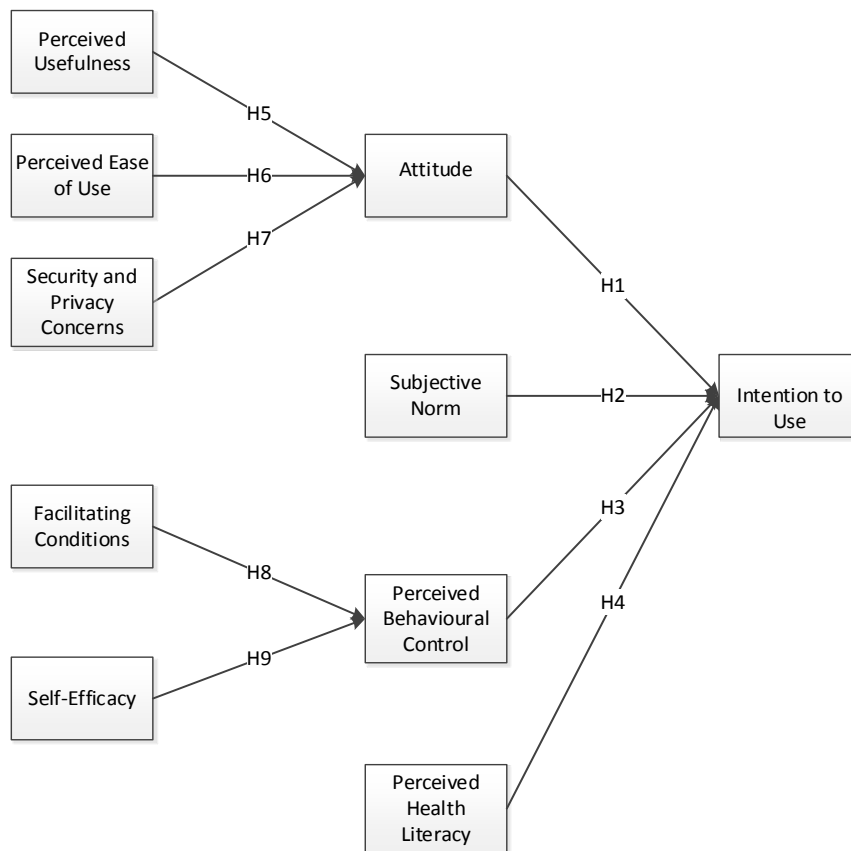 Perceived
Usefulness
H5
Perceived Ease
of Use
H6
Attitude
H7
Security and
Privacy
Concerns
H1
Subjective
Norm
H2
Intention to
Use
Facilitating
Conditions
H3
H8
Perceived
Behavioural
Control
H4
H9
Self-Efficacy
Perceived
Health
Literacy